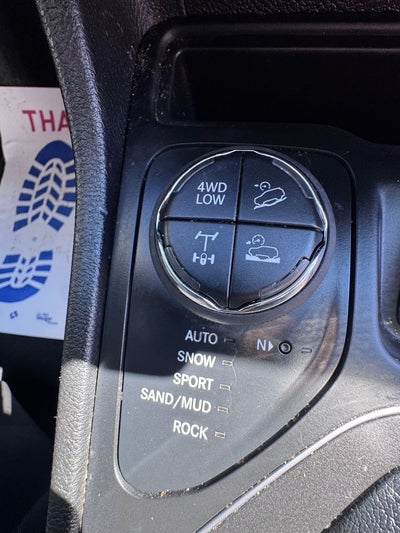 THA
4WD
LOW
AUTO
SNOW
N
SPORT
SAND/MUD
ROCK